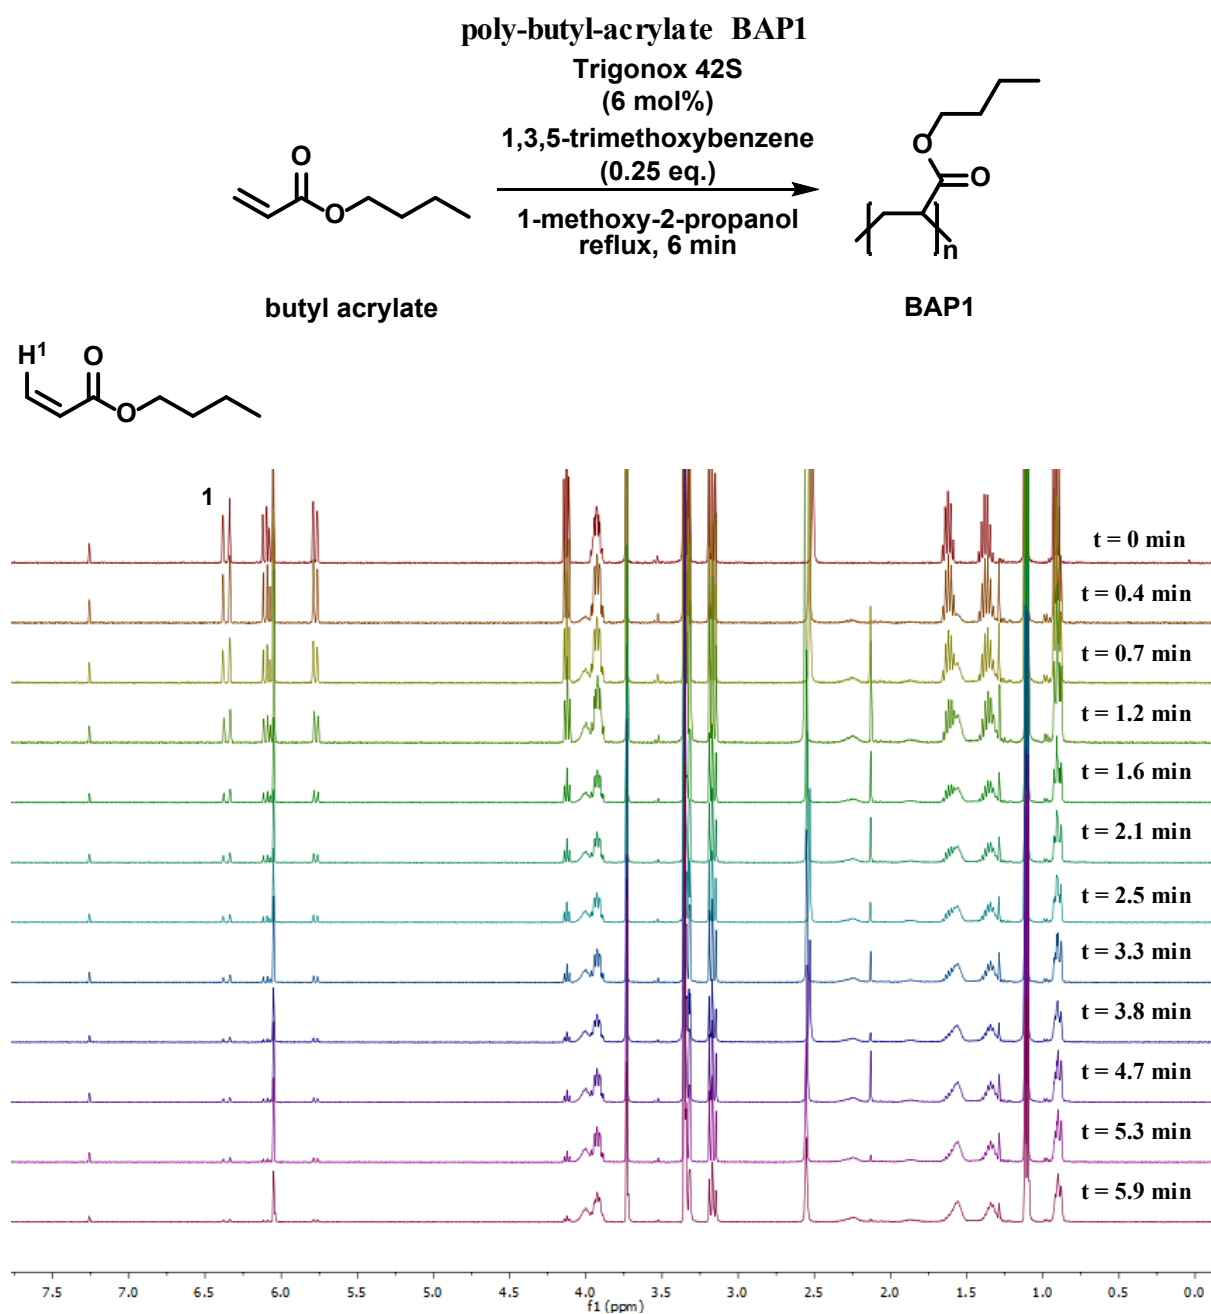 poly-butyl-acrylate BAP1
Trigonox 42S
(6 mol%)
1,3,5-trimethoxybenzene
(0.25 eq.)
1-methoxy-2-propanol
reflux, 6 min
O
O
O
O
n
butyl acrylate
BAP1
H1
O
O
1
t = 0 min
t = 0.4 min
t = 0.7 min
t = 1.2 min
t = 1.6 min
t = 2.1 min
t = 2.5 min
t = 3.3 min
t = 3.8 min
t = 4.7 min
t = 5.3 min
t = 5.9 min
7.5 7.0 6.5 6.0 5.5 5.0 4.5 4.0 3.5 3.0 2.5 2.0 1.5 1.0 0.5 0.0
f1 (ppm)